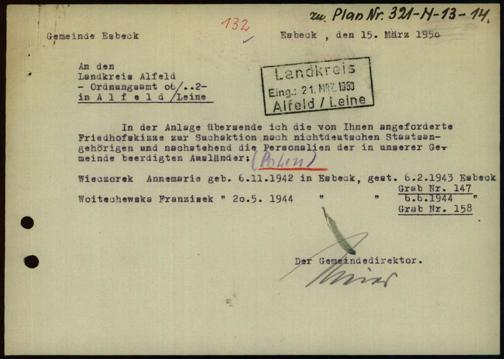 zu Plan Nr. 321-H-13-14.
132
Gemeinde Esbeck
Esbeck , den 15. März 1950
An den
Landkreis Alfeld
- Ordnungsamt 06/..2-
in A l f e l d /Leine
Landkreis
Eing.: 21. MRZ. 1950
Alfeld / Leine
In der Anlage übersende ich die von Ihnen angeforderte
Friedhofskizze zur Suchaktion nach nichtdeutschen Staatsan-
gehörigen und nachstehend die Personalien der in unserer Ge-
meinde beerdigten Ausländer: (Polen)
Wieczorek Annemarie geb. 6.11.1942 in Esbeck, gest. 6.2.1943 Esbeck
Grab Nr. 147
Woitechewska Franzisek " 20.5. 1944 " " 6.6.1944 "
Grab Nr. 158
Der Gemeindedirektor.